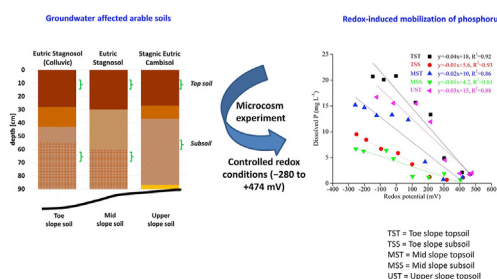 Groundwater affected arable soils
Eutric Stagnosol
(Colluvic)
Eutric
Stagnosol
Stagnic Eutric
Cambisol
depth [cm]
0
10
20
30
40
50
60
70
80
90
Top soil
Subsoil
Toe
slope soil
Mid
slope soil
Upper
slope soil
Microcosm
experiment
Controlled redox
conditions (−280 to
+474 mV)
Redox-induced mobilization of phosphoru
TST y=-0.04x+18, R²=0.92
TSS y=-0.01x+5.6, R²=0.93
MST y=-0.02x+10, R²=0.86
MSS y=-0.01x+4.2, R²=0.81
UST y=-0.03x+15, R²=0.88
Dissolved P (mg L⁻¹)
25
20
15
10
5
0
-400 -300 -200 -100 0 100 200 300 400 500 600
Redox potential (mV)
TST = Toe slope topsoil
TSS = Toe slope subsoil
MST = Mid slope topsoil
MSS = Mid slope subsoil
UST = Upper slope topsoil